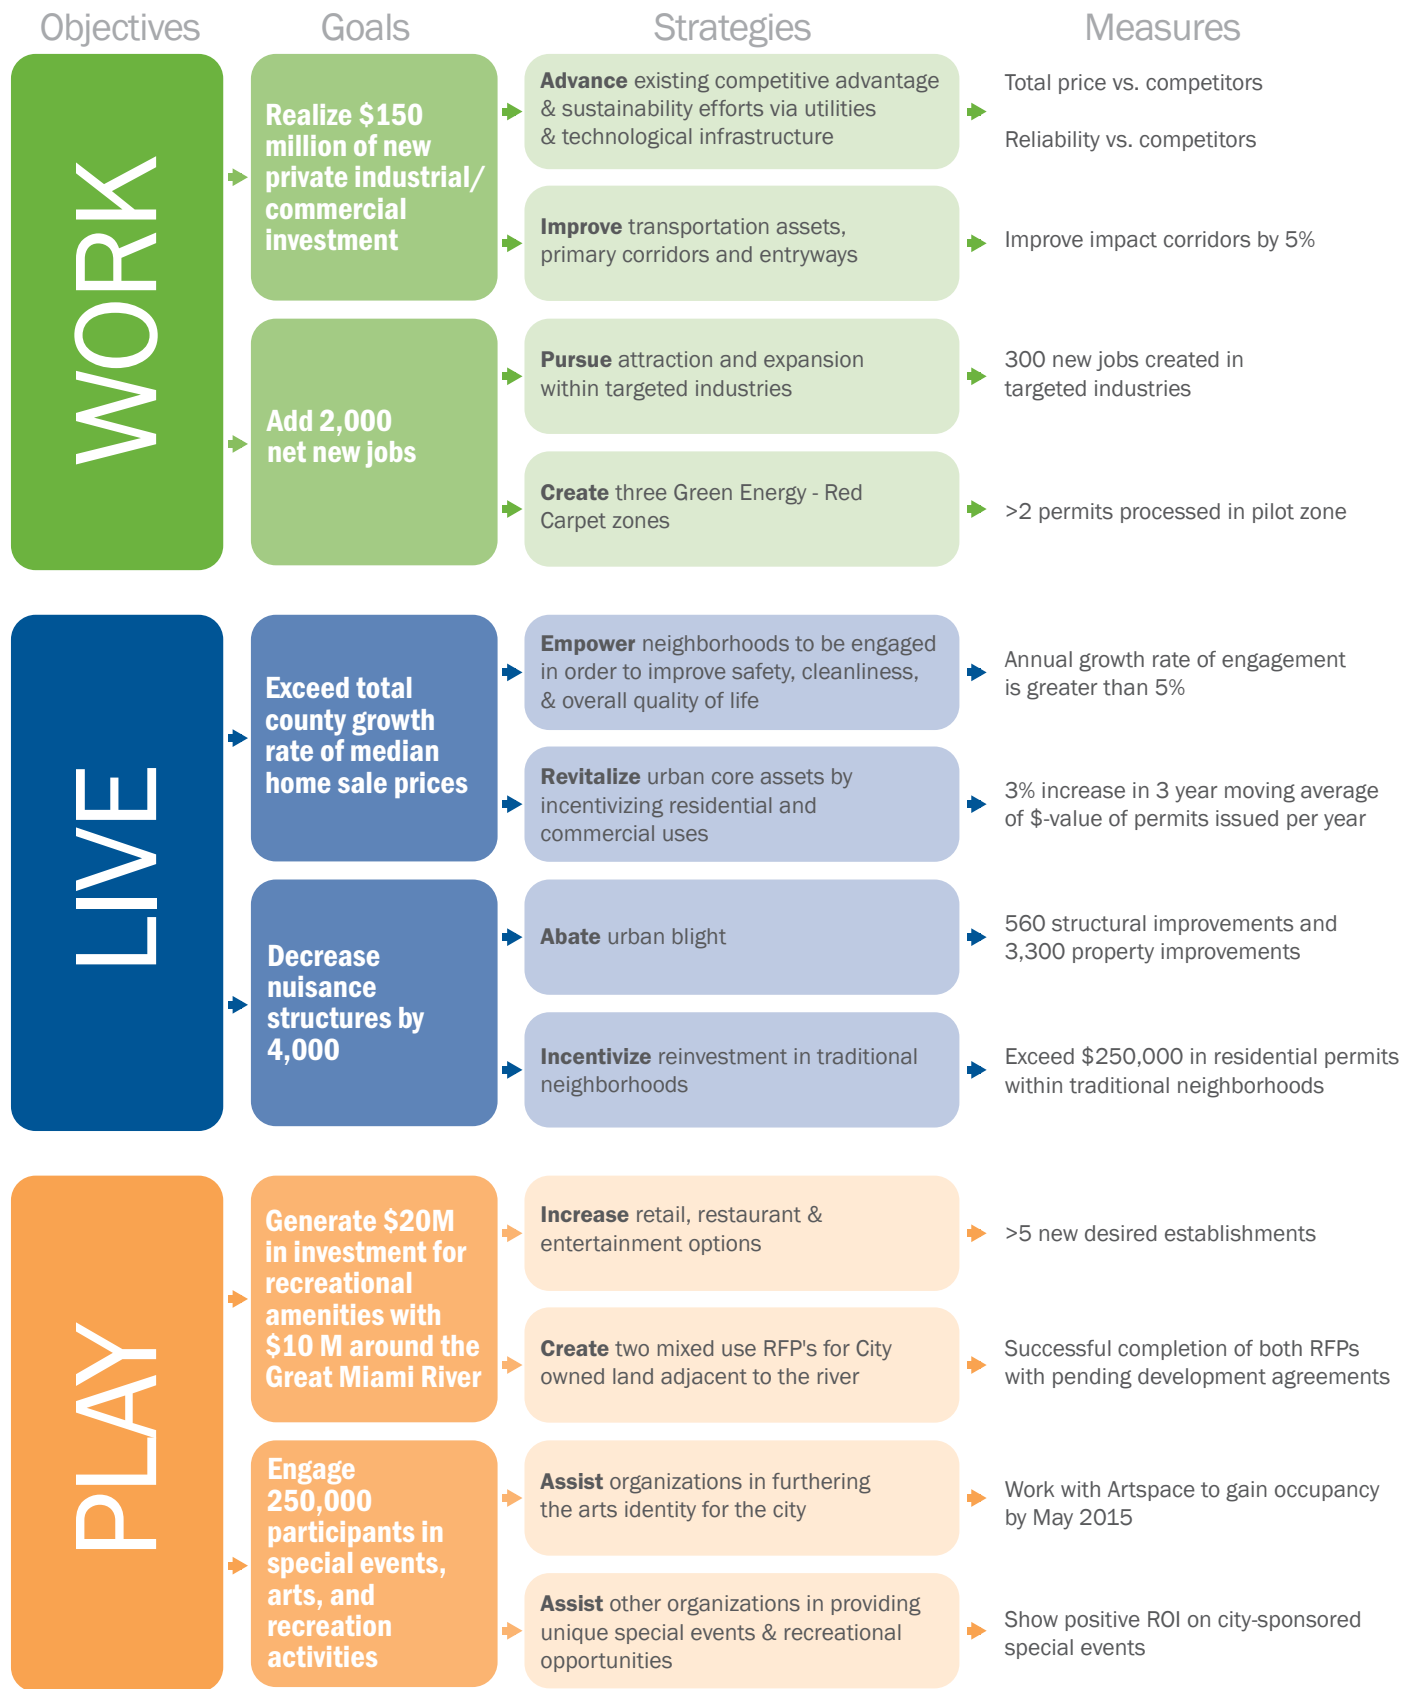 Objectives
Goals
Strategies
Measures
WORK
Realize $150
million of new
private industrial/
commercial
investment
Advance existing competitive advantage
& sustainability efforts via utilities
& technological infrastructure
Total price vs. competitors
Reliability vs. competitors
Improve transportation assets,
primary corridors and entryways
Improve impact corridors by 5%
Add 2,000
net new jobs
Pursue attraction and expansion
within targeted industries
300 new jobs created in
targeted industries
Create three Green Energy - Red
Carpet zones
>2 permits processed in pilot zone
LIVE
Exceed total
county growth
rate of median
home sale prices
Empower neighborhoods to be engaged
in order to improve safety, cleanliness,
& overall quality of life
Annual growth rate of engagement
is greater than 5%
Revitalize urban core assets by
incentivizing residential and
commercial uses
3% increase in 3 year moving average
of $-value of permits issued per year
Decrease
nuisance
structures by
4,000
Abate urban blight
560 structural improvements and
3,300 property improvements
Incentivize reinvestment in traditional
neighborhoods
Exceed $250,000 in residential permits
within traditional neighborhoods
PLAY
Generate $20M
in investment for
recreational
amenities with
$10 M around the
Great Miami River
Increase retail, restaurant &
entertainment options
>5 new desired establishments
Create two mixed use RFP's for City
owned land adjacent to the river
Successful completion of both RFPs
with pending development agreements
Engage
250,000
participants in
special events,
arts, and
recreation
activities
Assist organizations in furthering
the arts identity for the city
Work with Artspace to gain occupancy
by May 2015
Assist other organizations in providing
unique special events & recreational
opportunities
Show positive ROI on city-sponsored
special events